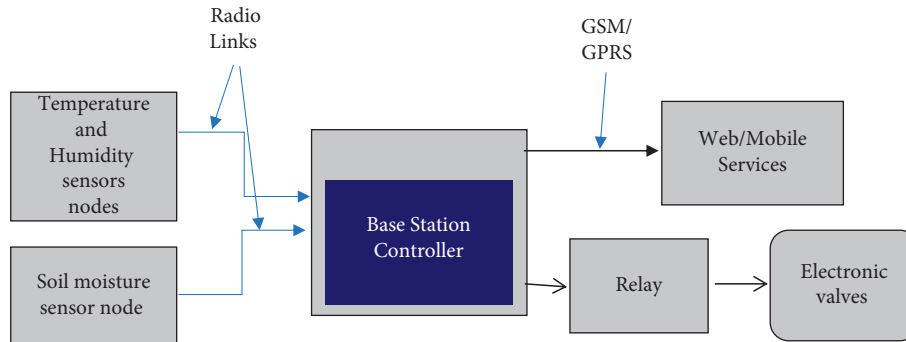 Radio
Links
GSM/
GPRS
Temperature
and
Humidity
sensors
nodes
Web/Mobile
Services
Base Station
Controller
Soil moisture
sensor node
Relay
Electronic
valves